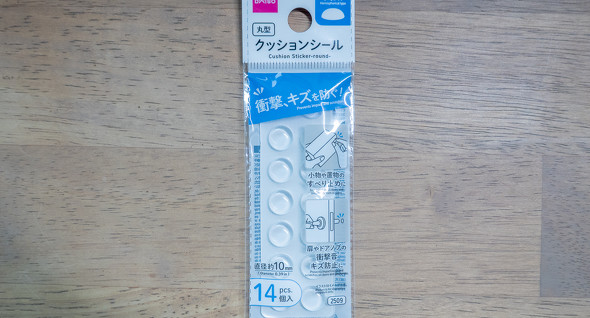 DAISO
丸型
クッションシール
Cushion Sticker-round-
衝撃、キズを防ぐ!
小物や置物の
すべり止めに
扉やドアノブの
衝撃音・
キズ防止に
直径約10mm
14 pcs.
個入
2509